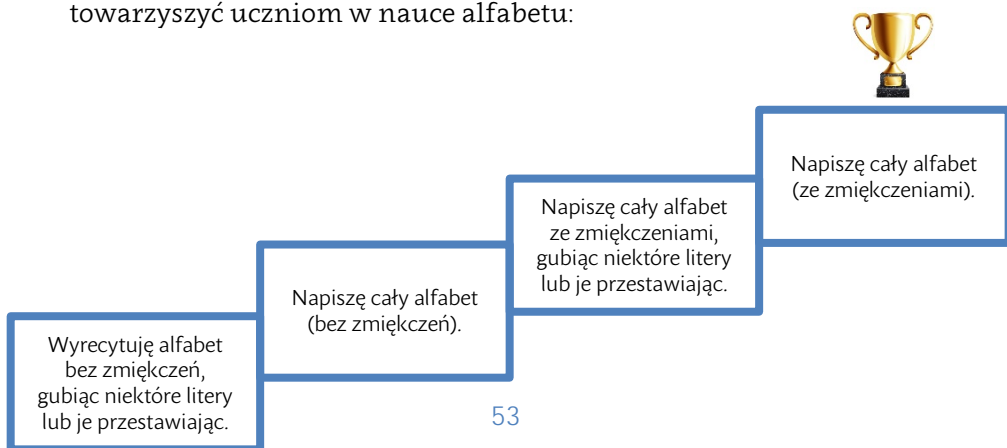 towarzyszyć uczniom w nauce alfabetu:
Napiszę cały alfabet
(ze zmiękczeniami).
Napiszę cały alfabet
ze zmiękczeniami,
gubiąc niektóre litery
lub je przestawiając.
Napiszę cały alfabet
(bez zmiękczeń).
Wyrecytuję alfabet
bez zmiękczeń,
gubiąc niektóre litery
lub je przestawiając.
53